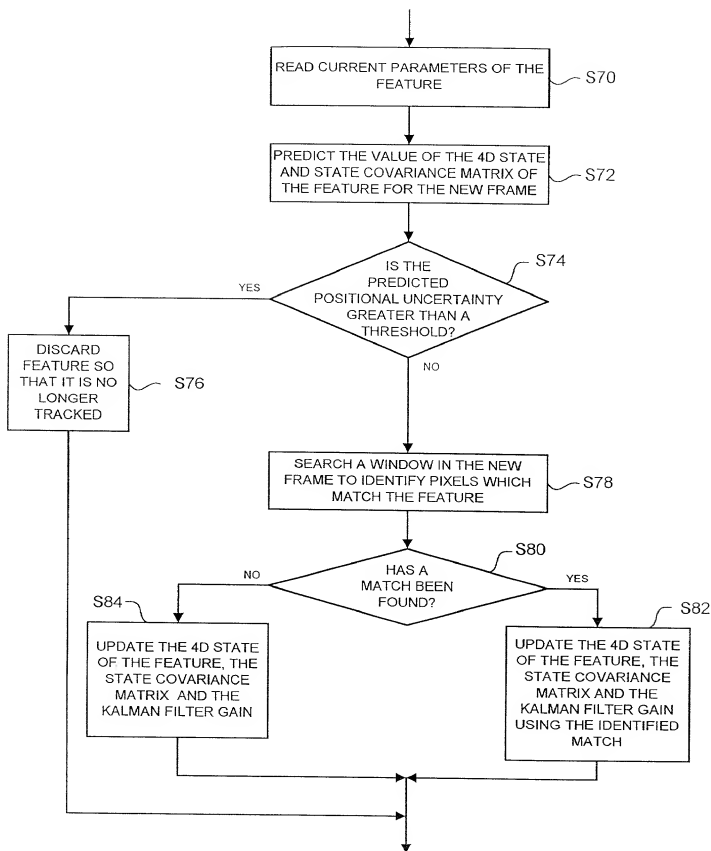 READ CURRENT PARAMETERS OF THE
FEATURE
S70
PREDICT THE VALUE OF THE 4D STATE
AND STATE COVARIANCE MATRIX OF
THE FEATURE FOR THE NEW FRAME
S72
IS THE
PREDICTED
POSITIONAL UNCERTAINTY
GREATER THAN A
THRESHOLD?
S74
YES
NO
DISCARD
FEATURE SO
THAT IT IS NO
LONGER
TRACKED
S76
SEARCH A WINDOW IN THE NEW
FRAME TO IDENTIFY PIXELS WHICH
MATCH THE FEATURE
S78
HAS A
MATCH BEEN
FOUND?
S80
NO
YES
S84
UPDATE THE 4D STATE
OF THE FEATURE, THE
STATE COVARIANCE
MATRIX AND THE
KALMAN FILTER GAIN
S82
UPDATE THE 4D STATE
OF THE FEATURE, THE
STATE COVARIANCE
MATRIX AND THE
KALMAN FILTER GAIN
USING THE IDENTIFIED
MATCH